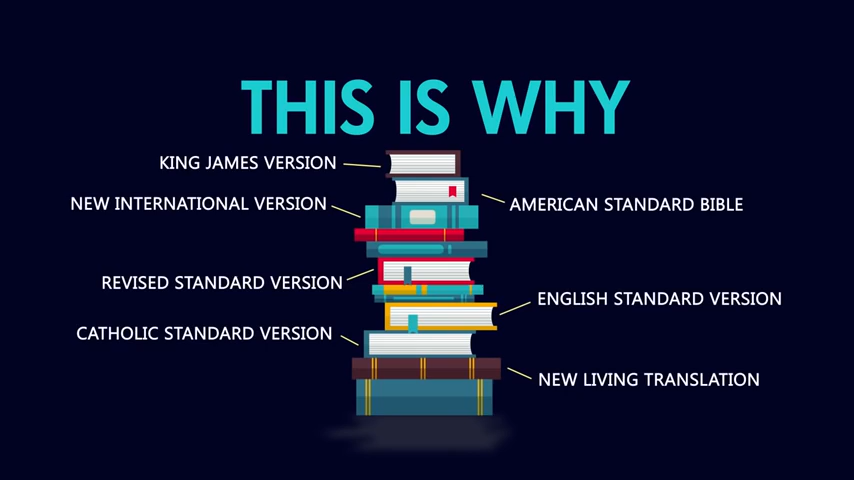 THIS IS WHY
KING JAMES VERSION
NEW INTERNATIONAL VERSION
AMERICAN STANDARD BIBLE
REVISED STANDARD VERSION
ENGLISH STANDARD VERSION
CATHOLIC STANDARD VERSION
NEW LIVING TRANSLATION